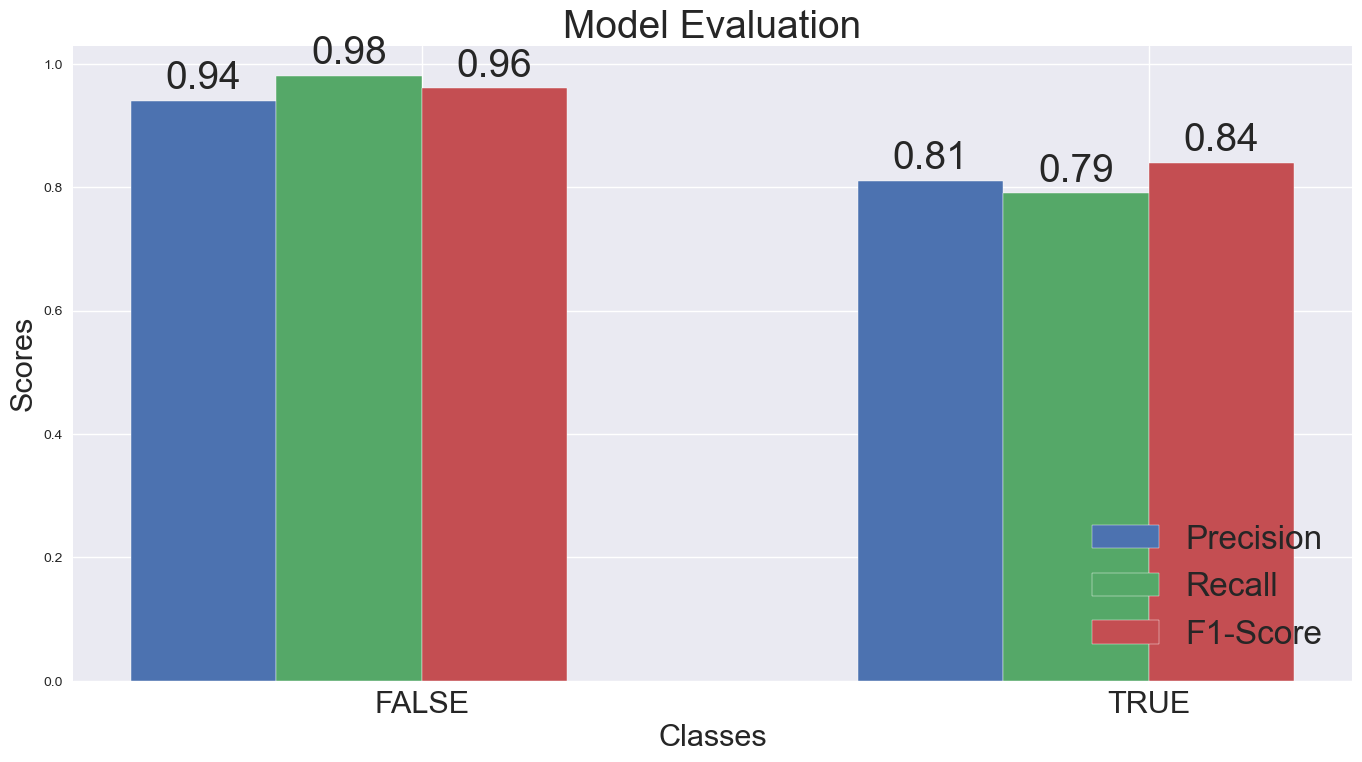 Model Evaluation
0.94
0.98
0.96
0.81
0.79
0.84
1.0
0.8
0.6
0.4
0.2
0.0
Scores
Precision
Recall
F1-Score
FALSE
TRUE
Classes